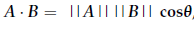 A · B = ||A|| ||B|| cosθ,